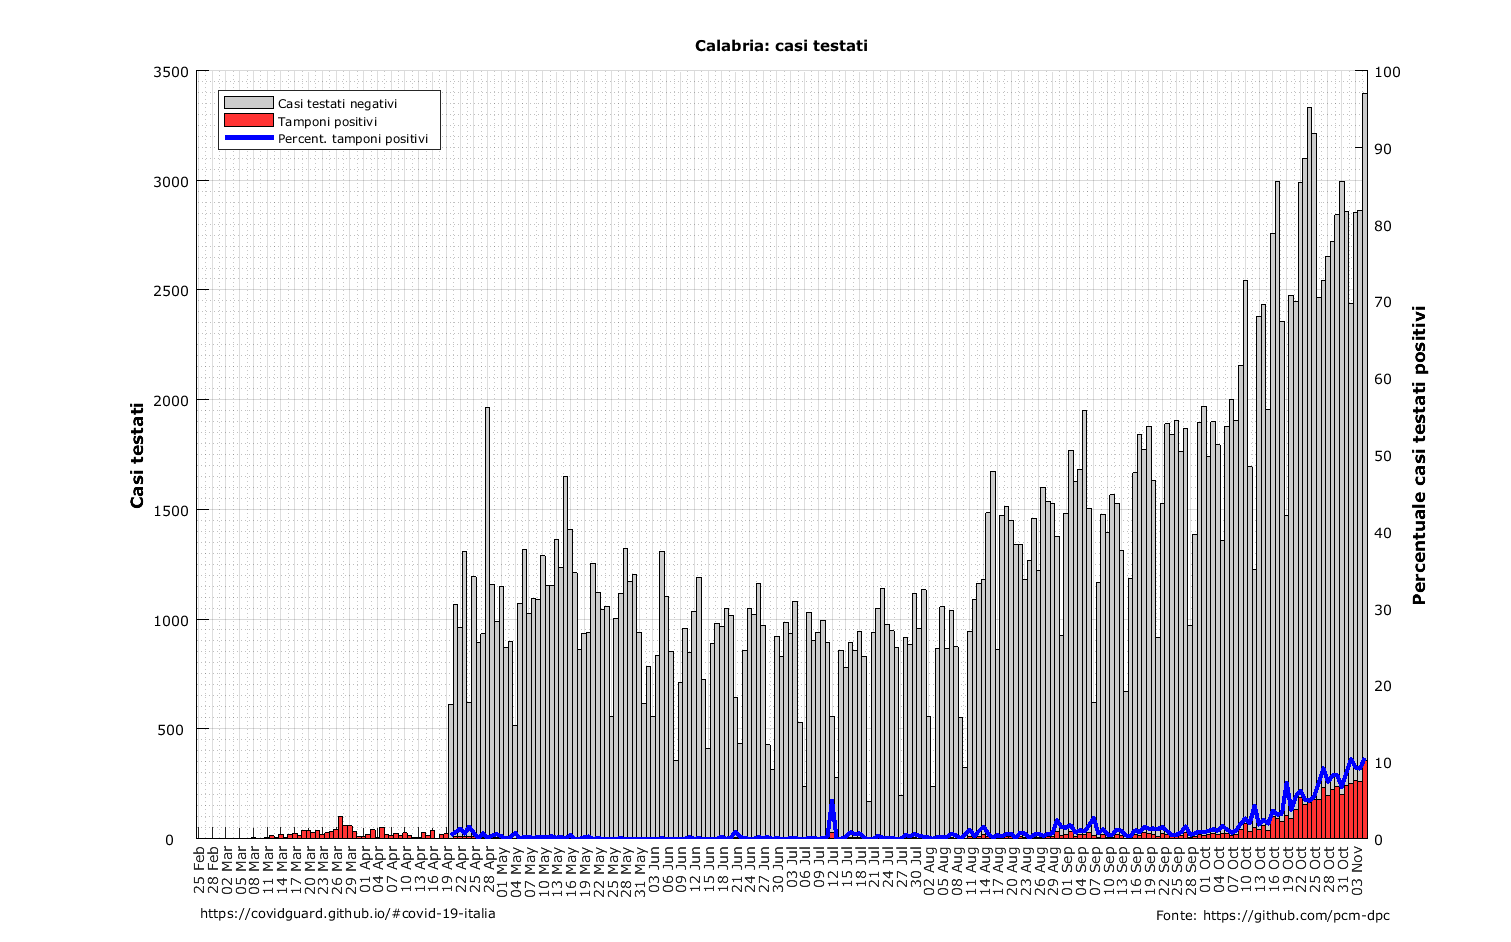 Calabria: casi testati
3500
3000
2500
2000
1500
1000
500
0
100
90
80
70
60
50
40
30
20
10
0
Casi testati negativi
Tamponi positivi
Percent. tamponi positivi
Casi testati
Percentuale casi testati positivi
25 Feb
28 Feb
02 Mar
05 Mar
08 Mar
11 Mar
14 Mar
17 Mar
20 Mar
23 Mar
26 Mar
29 Mar
01 Apr
04 Apr
07 Apr
10 Apr
13 Apr
16 Apr
19 Apr
22 Apr
25 Apr
28 Apr
01 May
04 May
07 May
10 May
13 May
16 May
19 May
22 May
25 May
28 May
31 May
03 Jun
06 Jun
09 Jun
12 Jun
15 Jun
18 Jun
21 Jun
24 Jun
27 Jun
30 Jun
03 Jul
06 Jul
09 Jul
12 Jul
15 Jul
18 Jul
21 Jul
24 Jul
27 Jul
30 Jul
02 Aug
05 Aug
08 Aug
11 Aug
14 Aug
17 Aug
20 Aug
23 Aug
26 Aug
29 Aug
01 Sep
04 Sep
07 Sep
10 Sep
13 Sep
16 Sep
19 Sep
22 Sep
25 Sep
28 Sep
01 Oct
04 Oct
07 Oct
10 Oct
13 Oct
16 Oct
19 Oct
22 Oct
25 Oct
28 Oct
31 Oct
03 Nov
https://covidguard.github.io/#covid-19-italia
Fonte: https://github.com/pcm-dpc